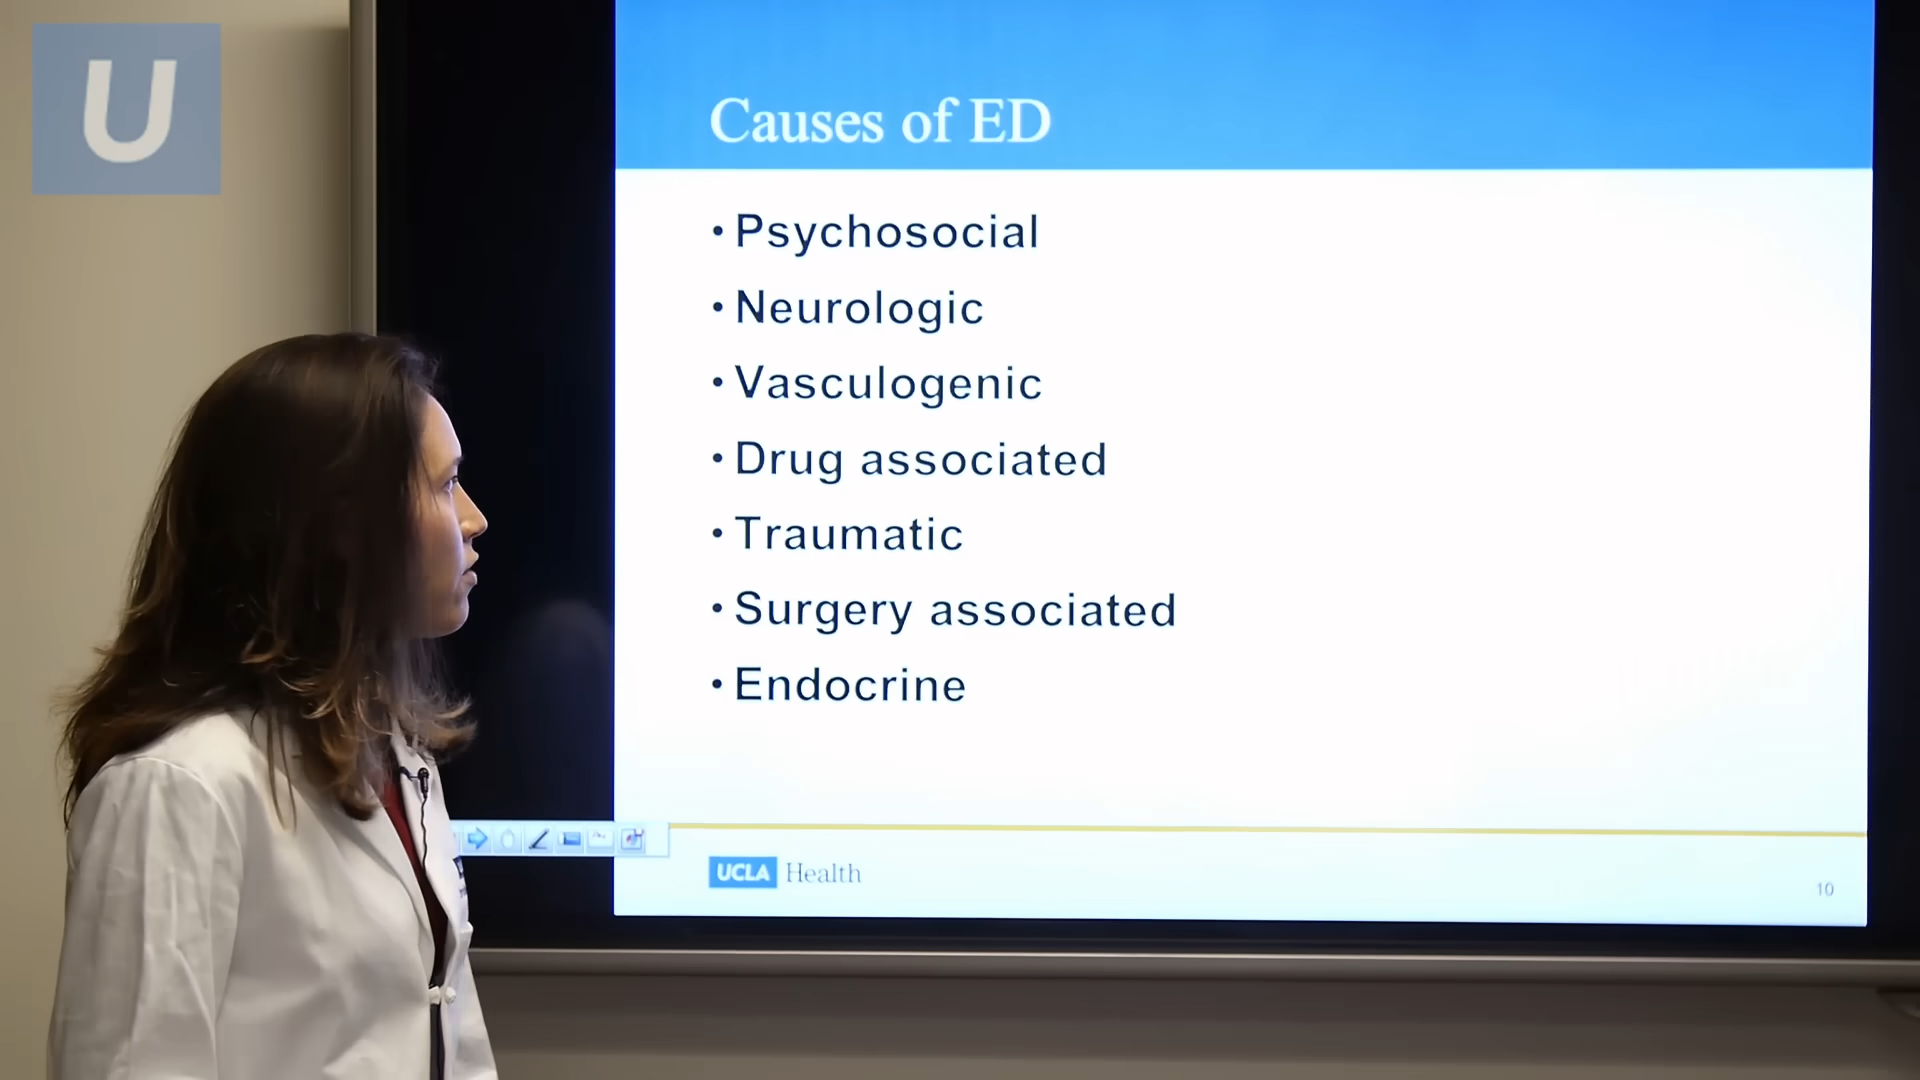 U
Causes of ED
• Psychosocial
• Neurologic
• Vasculogenic
• Drug associated
• Traumatic
• Surgery associated
• Endocrine
UCLA Health
10